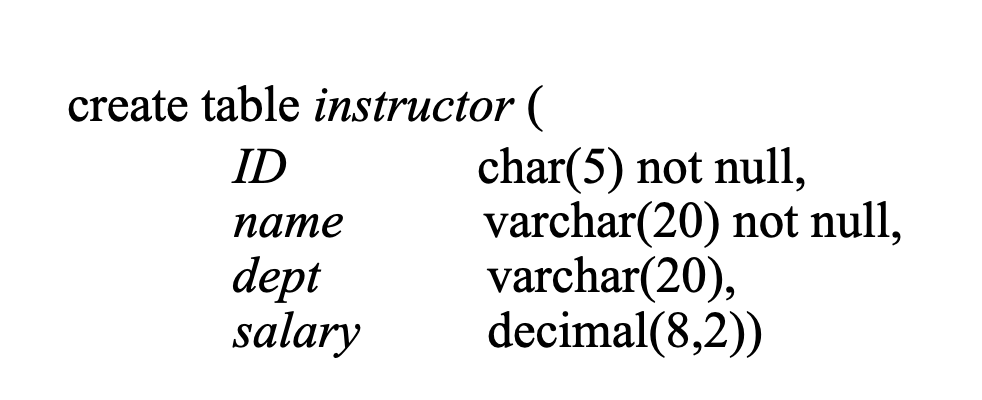 create table instructor (
ID char(5) not null,
name varchar(20) not null,
dept varchar(20),
salary decimal(8,2))